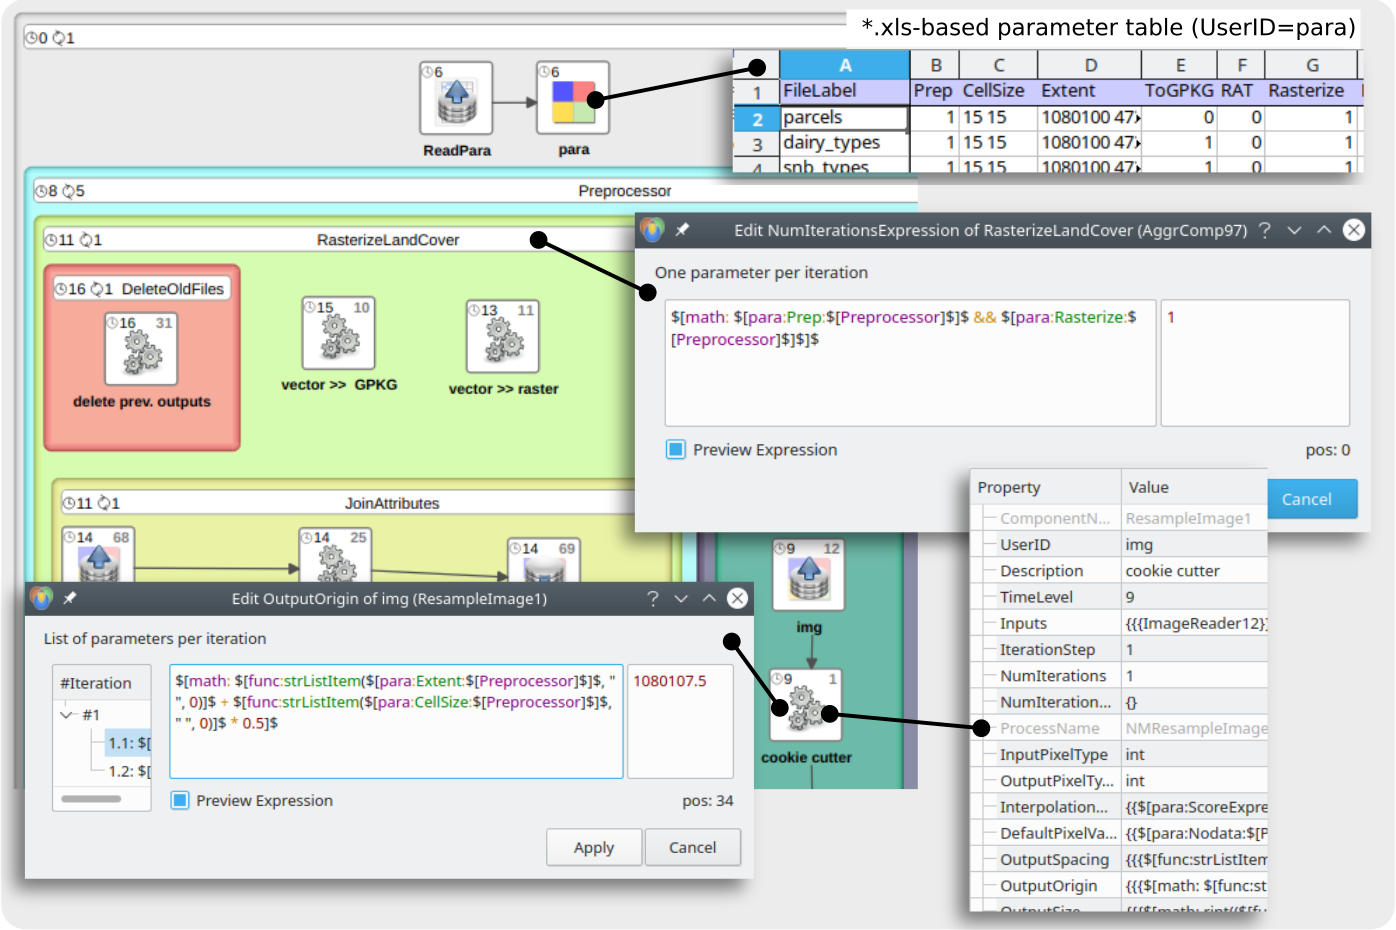 *.xls-based parameter table (UserID=para)
0 1
6
ReadPara
6
para
A B C D E F G
1 FileLabel Prep CellSize Extent ToGPKG RAT Rasterize
2 parcels 1 15 15 1080100 47 0 0 1
3 dairy_types 1 15 15 1080100 47 1 0 1
4 snb_types 1 15 15 1080100 47 1 0 1
8 5 Preprocessor
11 1 RasterizeLandCover
16 1 DeleteOldFiles
16 31
delete prev. outputs
15 10
vector >> GPKG
13 11
vector >> raster
11 1 JoinAttributes
14 68
14 25
14 69
Edit NumIterationsExpression of RasterizeLandCover (AggrComp97)
One parameter per iteration
$[math: $[para:Prep:$[Preprocessor]$]$ && $[para:Rasterize:$
[Preprocessor]$]$]$
1
Preview Expression
pos: 0
Cancel
Edit OutputOrigin of img (ResampleImage1)
List of parameters per iteration
#Iteration
#1
1.1: $[
1.2: $[
$[math: $[func:strListItem($[para:Extent:$[Preprocessor]$]$, "
", 0)]$ + $[func:strListItem($[para:CellSize:$[Preprocessor]$]$,
" ", 0)]$ * 0.5]$
1080107.5
Preview Expression
pos: 34
Apply
Cancel
9 12
img
9 1
cookie cutter
Property Value
ComponentN... ResampleImage1
UserID img
Description cookie cutter
TimeLevel 9
Inputs {{{ImageReader12}}
IterationStep 1
NumIterations 1
NumIteration... {}
ProcessName NMResampleImage
InputPixelType int
OutputPixelTy... int
Interpolation... {{$[para:ScoreExpre
DefaultPixelVa... {{$[para:Nodata:$[P
OutputSpacing {{{$[func:strListItem
OutputOrigin {{{$[math: $[func:st
OutputSize {{{$[math: rint(($[fu